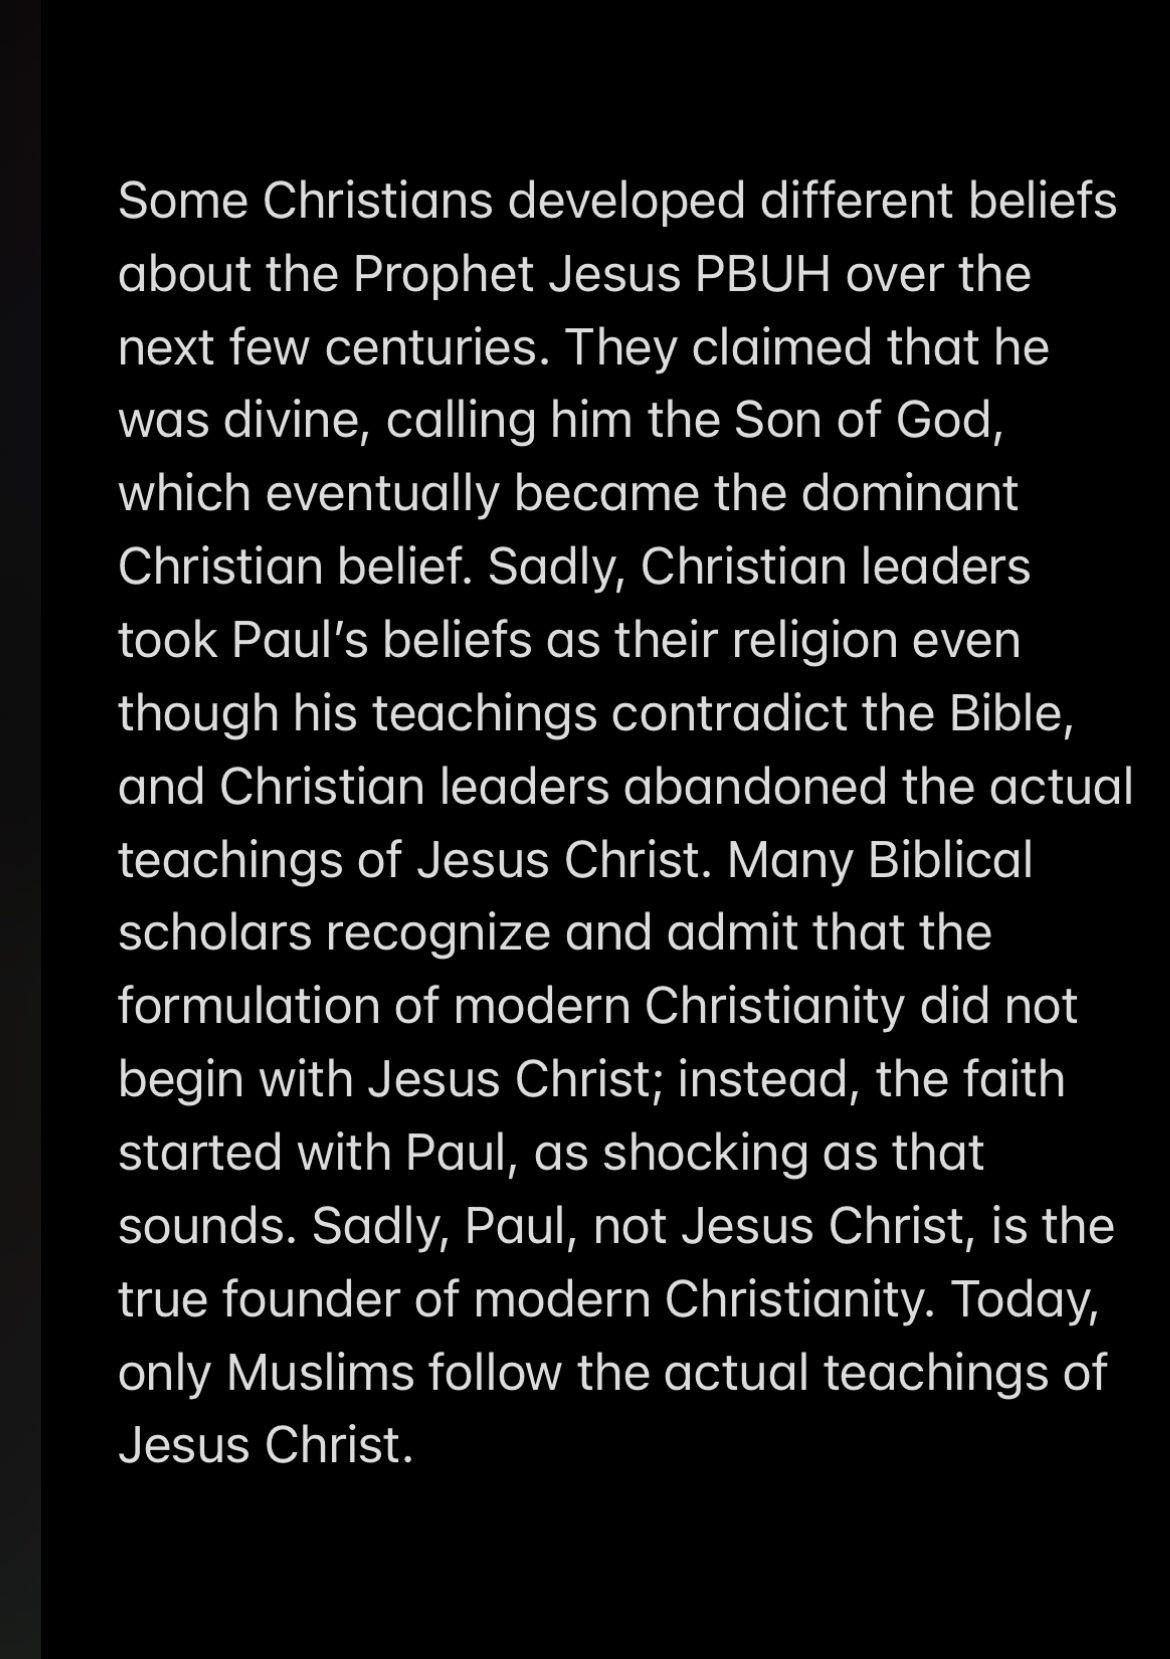 Some Christians developed different beliefs
about the Prophet Jesus PBUH over the
next few centuries. They claimed that he
was divine, calling him the Son of God,
which eventually became the dominant
Christian belief. Sadly, Christian leaders
took Paul’s beliefs as their religion even
though his teachings contradict the Bible,
and Christian leaders abandoned the actual
teachings of Jesus Christ. Many Biblical
scholars recognize and admit that the
formulation of modern Christianity did not
begin with Jesus Christ; instead, the faith
started with Paul, as shocking as that
sounds. Sadly, Paul, not Jesus Christ, is the
true founder of modern Christianity. Today,
only Muslims follow the actual teachings of
Jesus Christ.